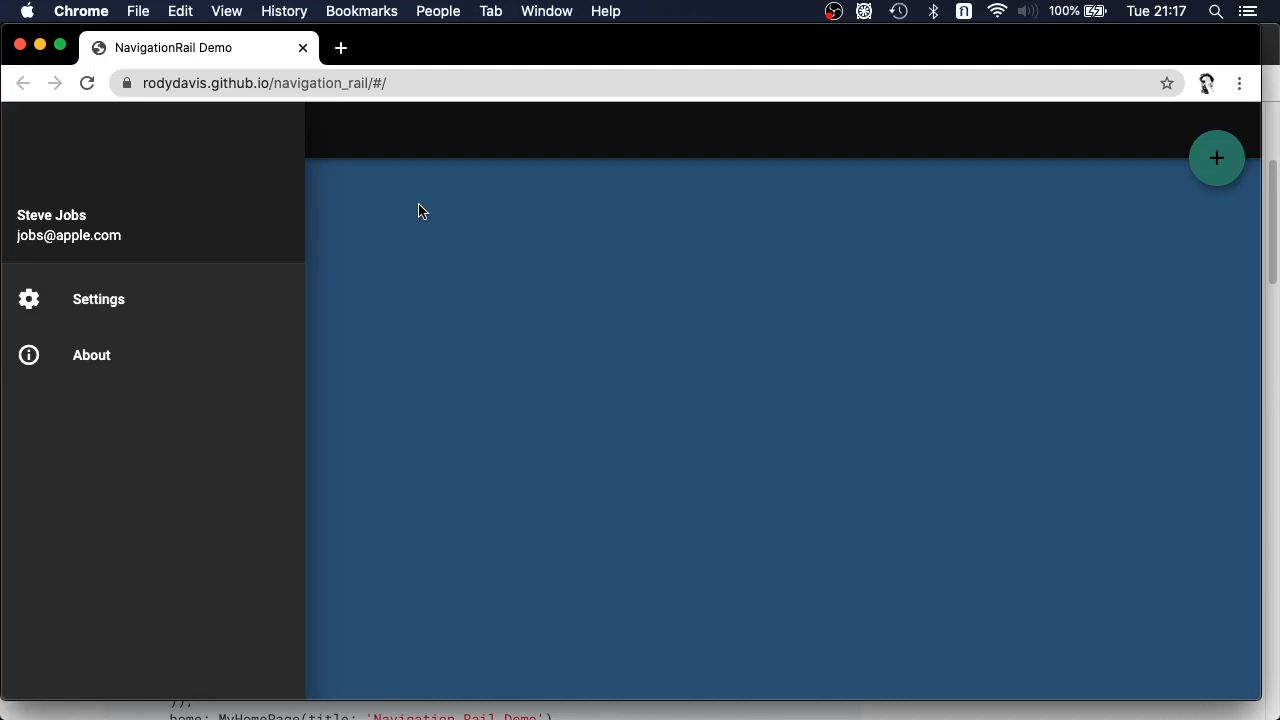 Chrome File Edit View History Bookmarks People Tab Window Help 100% Tue 21:17
NavigationRail Demo
rodydavis.github.io/navigation_rail/#/
Steve Jobs
jobs@apple.com
Settings
About
)),
home: MyHomePage(title: 'Navigation Rail Demo')